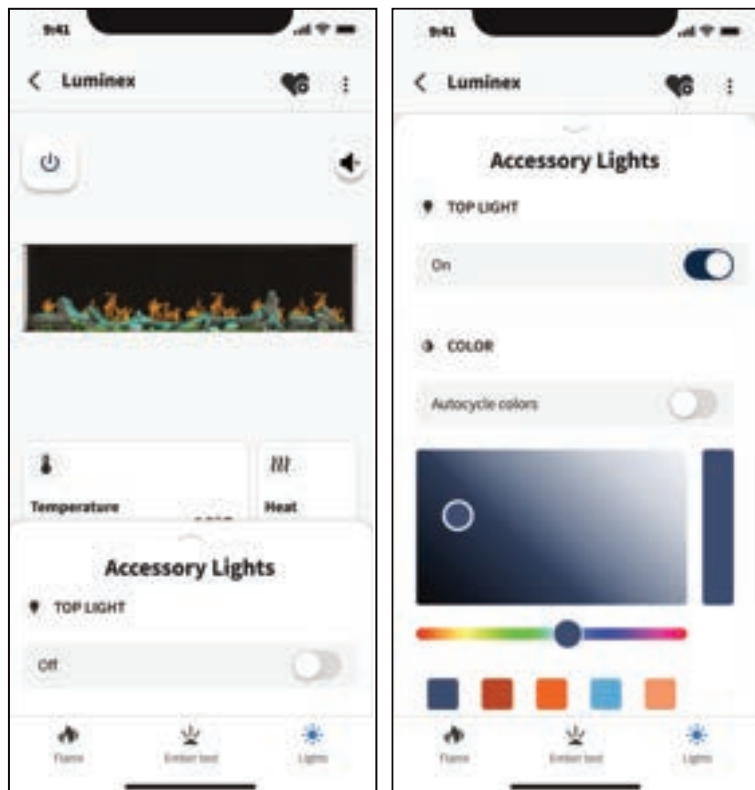 9:41
Luminex
Temperature
Heat
Accessory Lights
TOP LIGHT
Off
Flame
Ember bed
Lights
9:41
Luminex
Accessory Lights
TOP LIGHT
On
COLOR
Autocycle colors
Flame
Ember bed
Lights